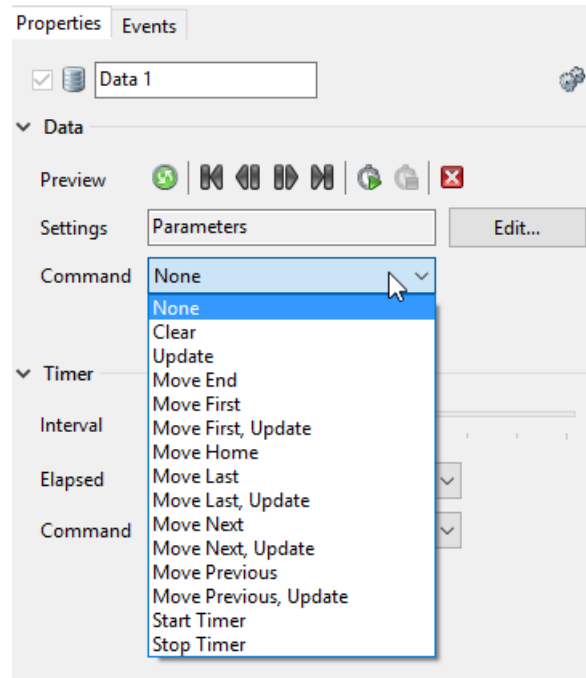 Properties Events
Data 1
Data
Preview
Settings Parameters Edit...
Command None
None
Clear
Update
Move End
Timer
Move First
Interval
Move First, Update
Move Home
Elapsed
Move Last
Move Last, Update
Command
Move Next
Move Next, Update
Move Previous
Move Previous, Update
Start Timer
Stop Timer